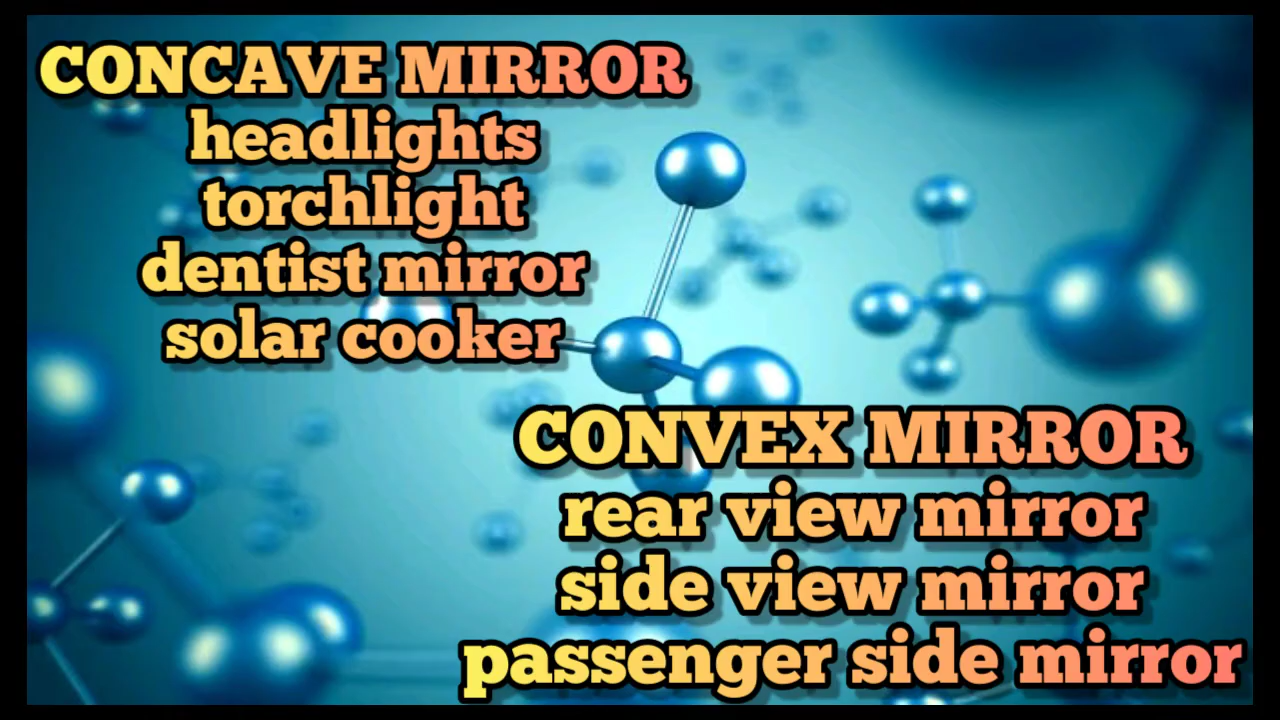 CONCAVE MIRROR
headlights
torchlight
dentist mirror
solar cooker
CONVEX MIRROR
rear view mirror
side view mirror
passenger side mirror